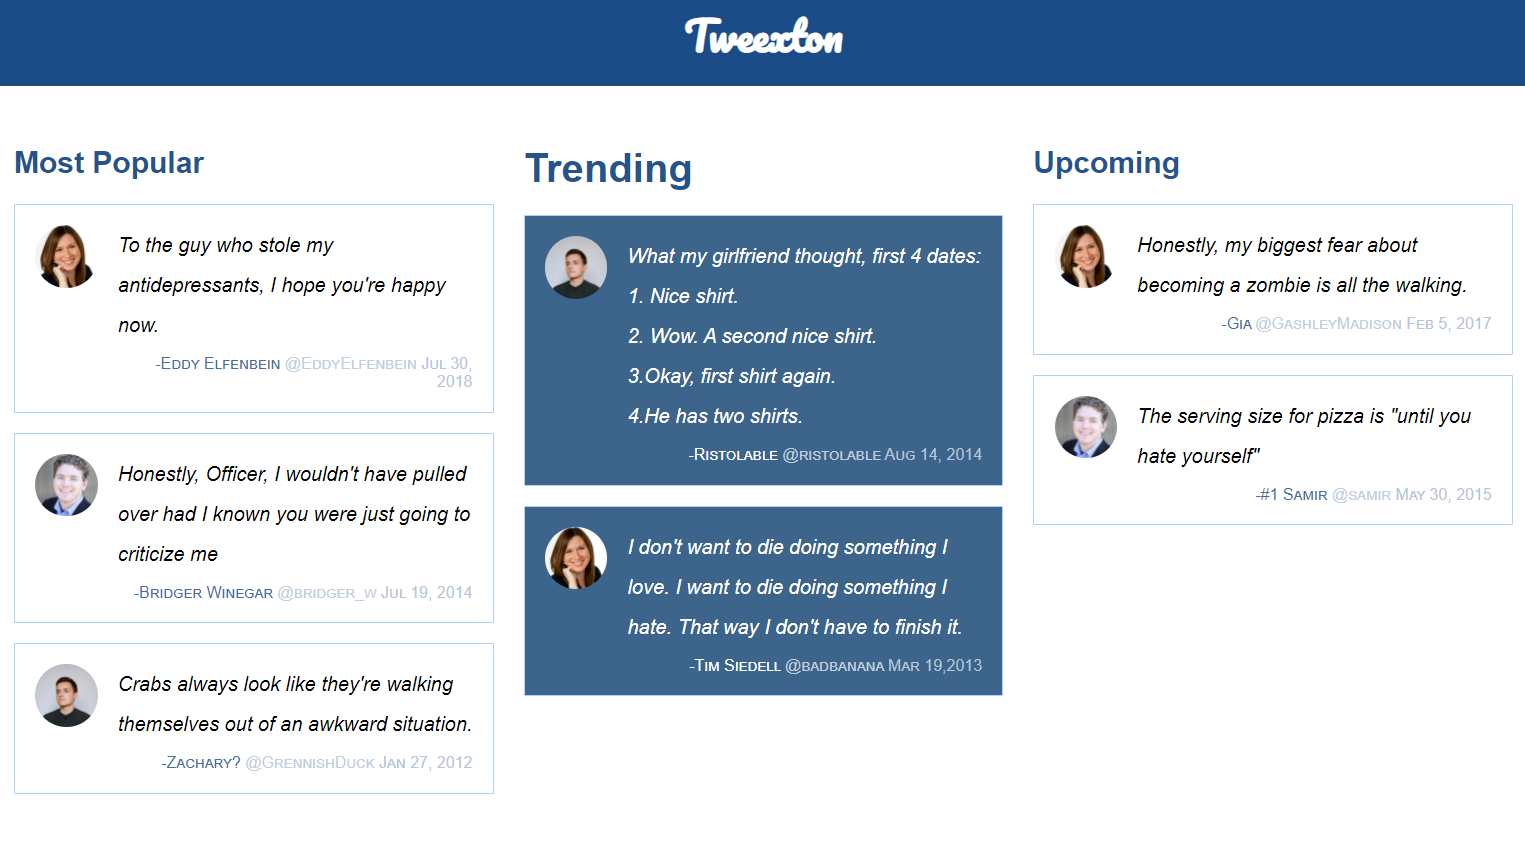 Tweexton
Most Popular
To the guy who stole my
antidepressants, I hope you're happy
now.
-Eddy Elfenbein @EddyElfenbein Jul 30,
2018
Honestly, Officer, I wouldn't have pulled
over had I known you were just going to
criticize me
-Bridger Winegar @bridger_w Jul 19, 2014
Crabs always look like they're walking
themselves out of an awkward situation.
-Zachary? @GrennishDuck Jan 27, 2012
Trending
What my girlfriend thought, first 4 dates:
1. Nice shirt.
2. Wow. A second nice shirt.
3.Okay, first shirt again.
4.He has two shirts.
-Ristolable @ristolable Aug 14, 2014
I don't want to die doing something I
love. I want to die doing something I
hate. That way I don't have to finish it.
-Tim Siedell @badbanana Mar 19,2013
Upcoming
Honestly, my biggest fear about
becoming a zombie is all the walking.
-Gia @GashleyMadison Feb 5, 2017
The serving size for pizza is "until you
hate yourself"
-#1 Samir @samir May 30, 2015